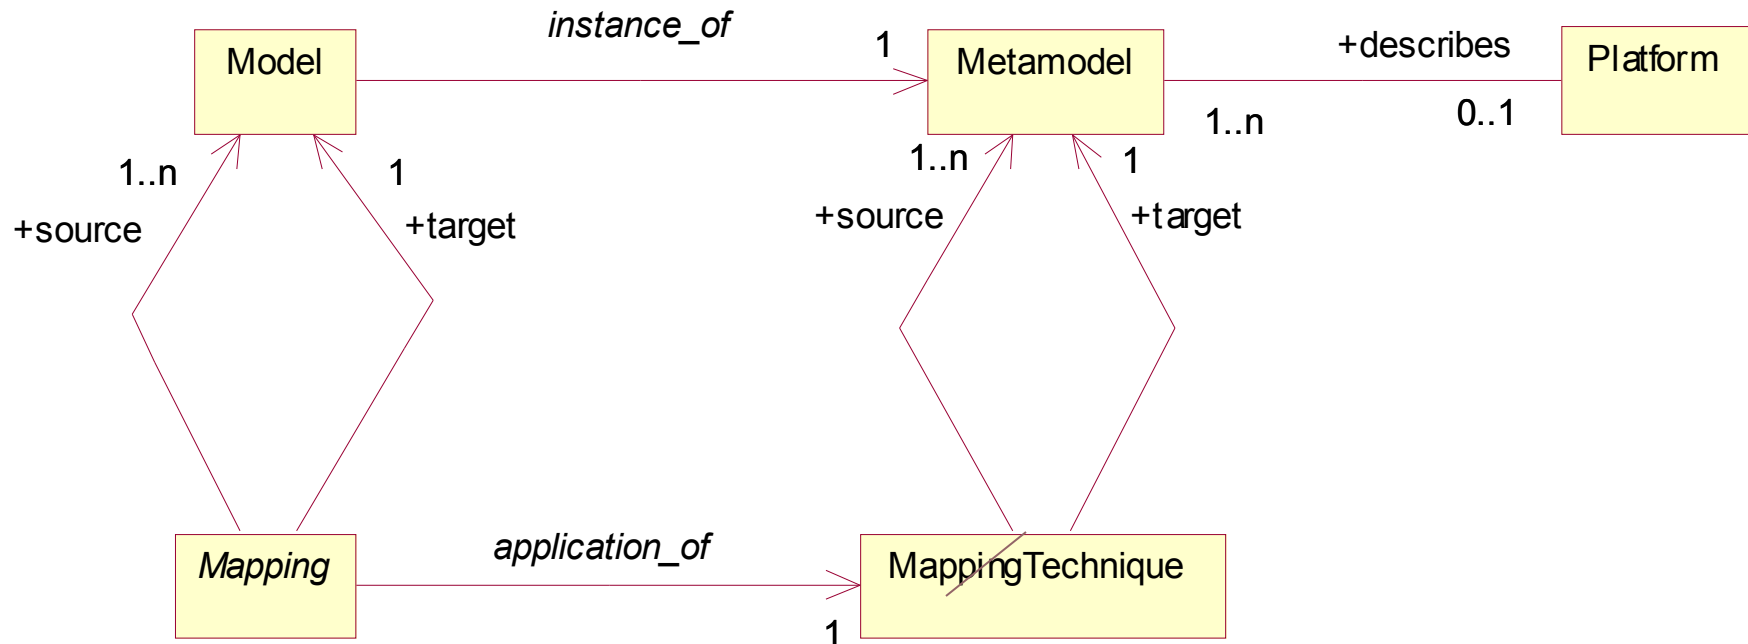 instance_of
Model
1
Metamodel
+describes
Platform
1..n
0..1
1..n
1
+source
+target
1..n
1
+source
+target
Mapping
application_of
MappingTechnique
1